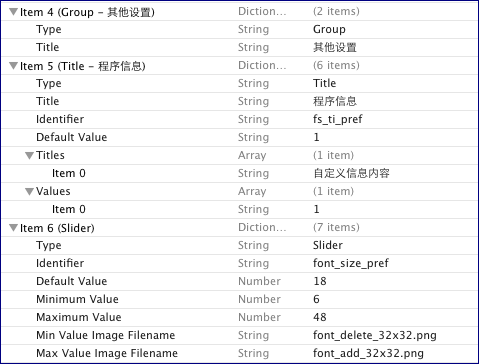 Item 4 (Group – 其他设置) Diction... (2 items)
Type String Group
Title String 其他设置
Item 5 (Title – 程序信息) Diction... (6 items)
Type String Title
Title String 程序信息
Identifier String fs_ti_pref
Default Value String 1
Titles Array (1 item)
Item 0 String 自定义信息内容
Values Array (1 item)
Item 0 String 1
Item 6 (Slider) Diction... (7 items)
Type String Slider
Identifier String font_size_pref
Default Value Number 18
Minimum Value Number 6
Maximum Value Number 48
Min Value Image Filename String font_delete_32x32.png
Max Value Image Filename String font_add_32x32.png